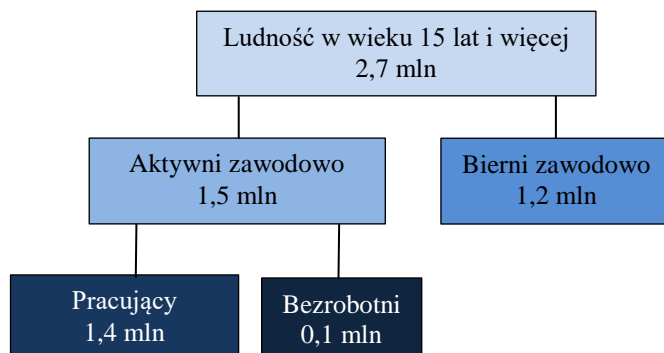 Ludność w wieku 15 lat i więcej
2,7 mln
Aktywni zawodowo
1,5 mln
Bierni zawodowo
1,2 mln
Pracujący
1,4 mln
Bezrobotni
0,1 mln